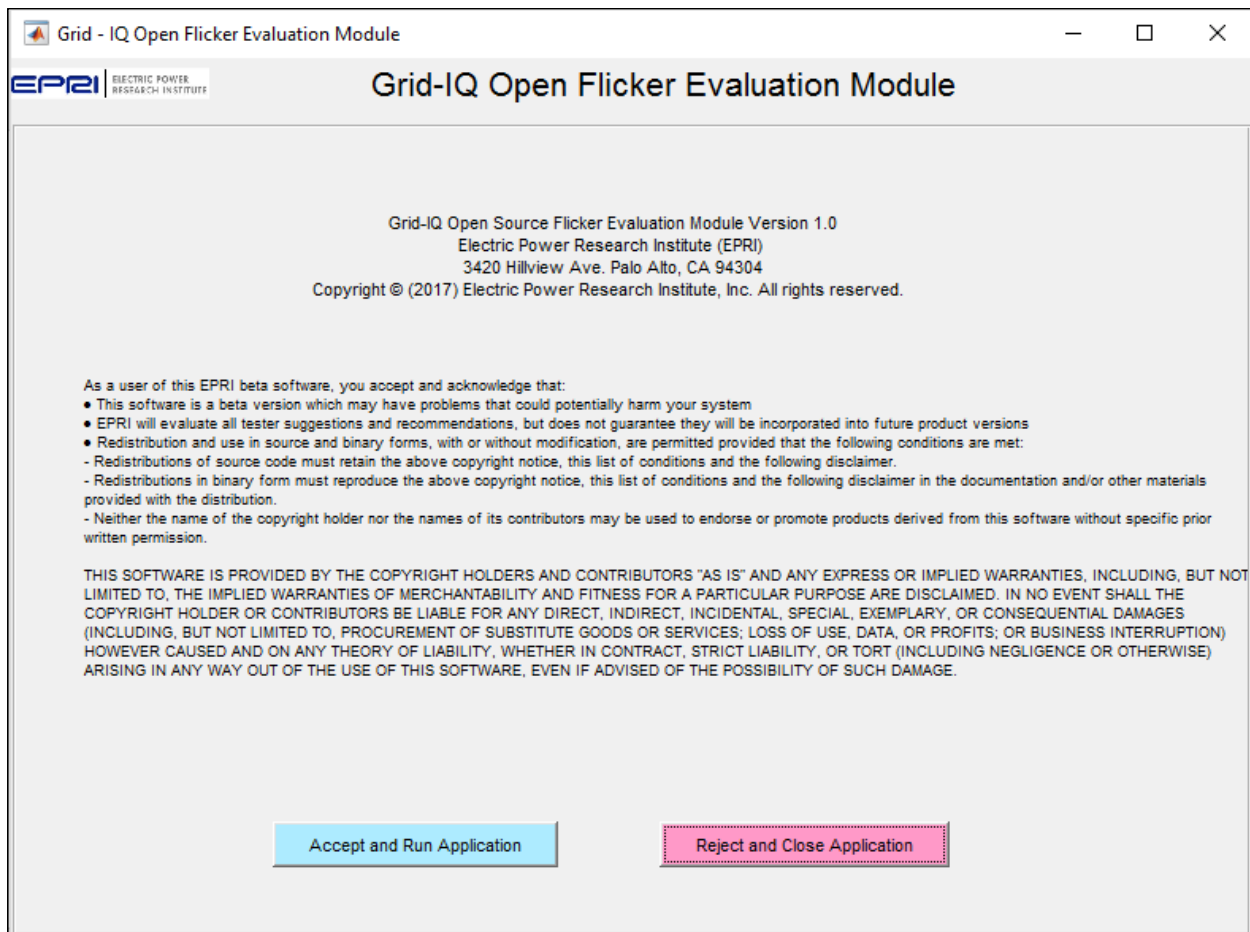 Grid - IQ Open Flicker Evaluation Module
EPRI ELECTRIC POWER
RESEARCH INSTITUTE
Grid-IQ Open Flicker Evaluation Module
Grid-IQ Open Source Flicker Evaluation Module Version 1.0
Electric Power Research Institute (EPRI)
3420 Hillview Ave. Palo Alto, CA 94304
Copyright © (2017) Electric Power Research Institute, Inc. All rights reserved.
As a user of this EPRI beta software, you accept and acknowledge that:
● This software is a beta version which may have problems that could potentially harm your system
● EPRI will evaluate all tester suggestions and recommendations, but does not guarantee they will be incorporated into future product versions
● Redistribution and use in source and binary forms, with or without modification, are permitted provided that the following conditions are met:
- Redistributions of source code must retain the above copyright notice, this list of conditions and the following disclaimer.
- Redistributions in binary form must reproduce the above copyright notice, this list of conditions and the following disclaimer in the documentation and/or other materials
provided with the distribution.
- Neither the name of the copyright holder nor the names of its contributors may be used to endorse or promote products derived from this software without specific prior
written permission.
THIS SOFTWARE IS PROVIDED BY THE COPYRIGHT HOLDERS AND CONTRIBUTORS "AS IS" AND ANY EXPRESS OR IMPLIED WARRANTIES, INCLUDING, BUT NOT
LIMITED TO, THE IMPLIED WARRANTIES OF MERCHANTABILITY AND FITNESS FOR A PARTICULAR PURPOSE ARE DISCLAIMED. IN NO EVENT SHALL THE
COPYRIGHT HOLDER OR CONTRIBUTORS BE LIABLE FOR ANY DIRECT, INDIRECT, INCIDENTAL, SPECIAL, EXEMPLARY, OR CONSEQUENTIAL DAMAGES
(INCLUDING, BUT NOT LIMITED TO, PROCUREMENT OF SUBSTITUTE GOODS OR SERVICES; LOSS OF USE, DATA, OR PROFITS; OR BUSINESS INTERRUPTION)
HOWEVER CAUSED AND ON ANY THEORY OF LIABILITY, WHETHER IN CONTRACT, STRICT LIABILITY, OR TORT (INCLUDING NEGLIGENCE OR OTHERWISE)
ARISING IN ANY WAY OUT OF THE USE OF THIS SOFTWARE, EVEN IF ADVISED OF THE POSSIBILITY OF SUCH DAMAGE.
Accept and Run Application
Reject and Close Application